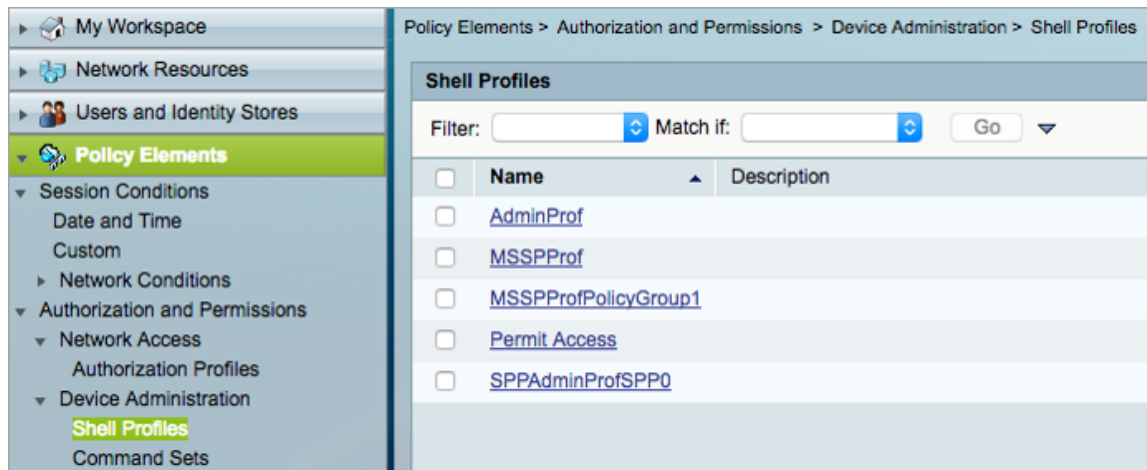 My Workspace
Network Resources
Users and Identity Stores
Policy Elements
Session Conditions
Date and Time
Custom
Network Conditions
Authorization and Permissions
Network Access
Authorization Profiles
Device Administration
Shell Profiles
Command Sets
Policy Elements > Authorization and Permissions > Device Administration > Shell Profiles
Shell Profiles
Filter: Match if: Go
Name Description
AdminProf
MSSPProf
MSSPProfPolicyGroup1
Permit Access
SPPAdminProfSPP0